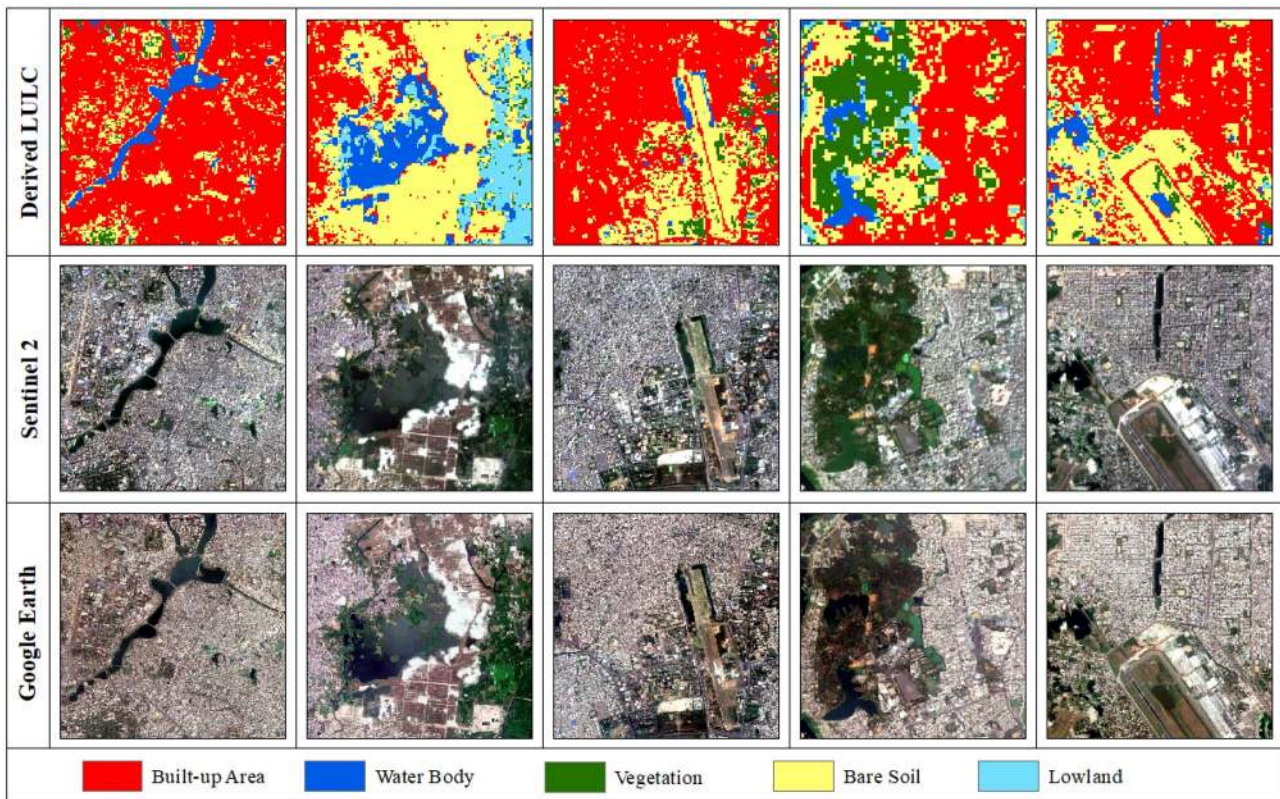 Derived LULC
Sentinel 2
Google Earth
Built-up Area
Water Body
Vegetation
Bare Soil
Lowland